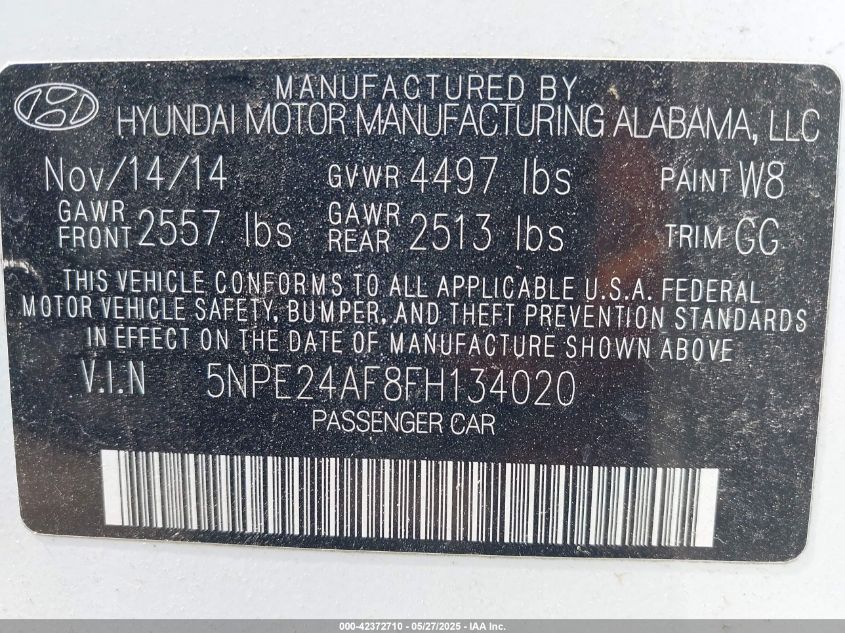 MANUFACTURED BY
HYUNDAI MOTOR MANUFACTURING ALABAMA, LLC
Nov/14/14 GVWR 4497 lbs PAINT W8
GAWR FRONT 2557 lbs GAWR REAR 2513 lbs TRIM GG
THIS VEHICLE CONFORMS TO ALL APPLICABLE U.S.A. FEDERAL
MOTOR VEHICLE SAFETY, BUMPER, AND THEFT PREVENTION STANDARDS
IN EFFECT ON THE DATE OF MANUFACTURE SHOWN ABOVE
V.I.N 5NPE24AF8FH134020
PASSENGER CAR
000-42372710 - 05/27/2025 - IAA Inc.